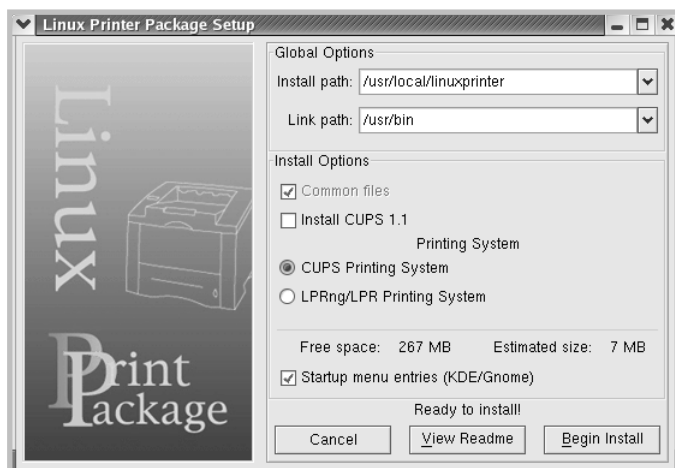 Linux Printer Package Setup
Linux
Print
Package
Global Options
Install path: /usr/local/linuxprinter
Link path: /usr/bin
Install Options
Common files
Install CUPS 1.1
Printing System
CUPS Printing System
LPRng/LPR Printing System
Free space: 267 MB Estimated size: 7 MB
Startup menu entries (KDE/Gnome)
Ready to install!
Cancel View Readme Begin Install